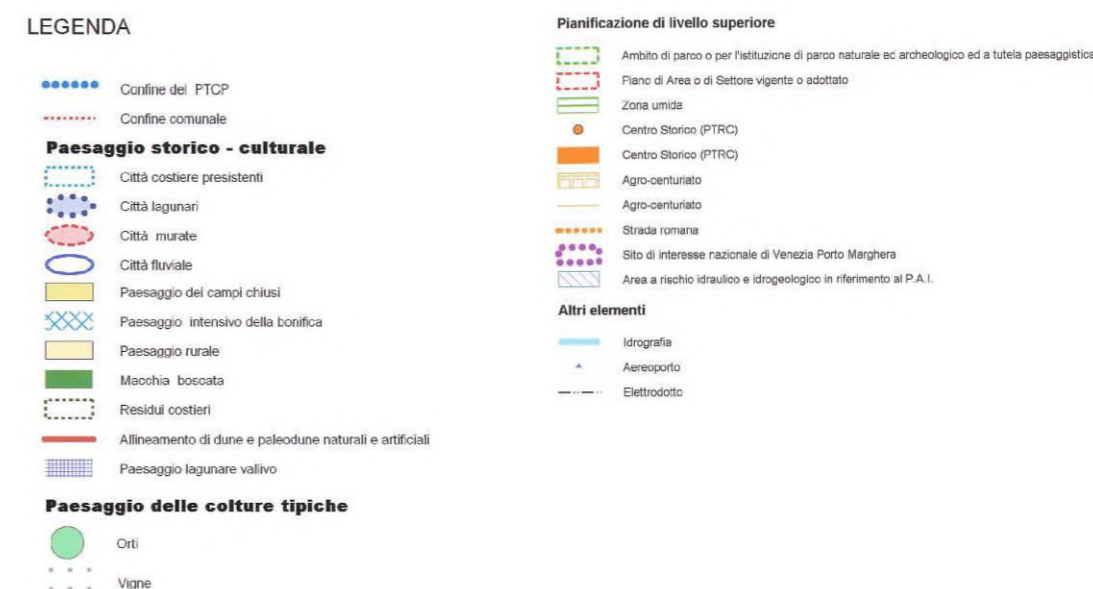 LEGENDA
Confine del PTCP
Confine comunale
Paesaggio storico - culturale
Città costiere presistenti
Città lagunari
Città murate
Città fluviale
Paesaggio dei campi chiusi
Paesaggio intensivo della bonifica
Paesaggio rurale
Macchia boscata
Residui costieri
Allineamento di dune e paleodune naturali e artificiali
Paesaggio lagunare vallivo
Paesaggio delle colture tipiche
Orti
Vigne
Pianificazione di livello superiore
Ambito di parco o per l'istituzione di parco naturale ed archeologico ed a tutela paesaggistica
Piano di Area o di Settore vigente o adottato
Zona umida
Centro Storico (PTRC)
Centro Storico (PTRC)
Agro-centuriato
Agro-centuriato
Strada romana
Sito di interesse nazionale di Venezia Porto Marghera
Area a rischio idraulico e idrogeologico in riferimento al P.A.I.
Altri elementi
Idrografia
Aereoporto
Elettrodotto